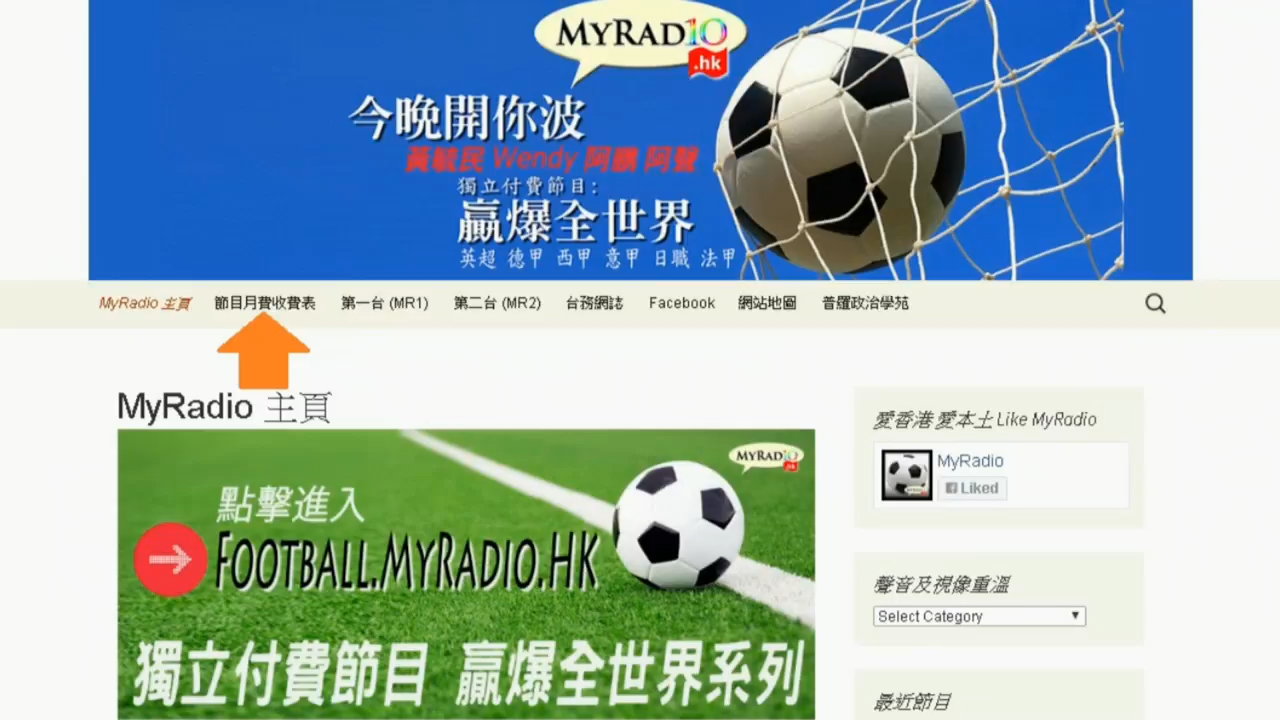 MYRADIO
.hk
今晚開你波
黃毓民 Wendy 阿鵬 阿聲
獨立付費節目:
贏爆全世界
英超 德甲 西甲 意甲 日職 法甲
MyRadio 主頁 節目月費收費表 第一台 (MR1) 第二台 (MR2) 台務網誌 Facebook 網站地圖 普羅政治學苑
MyRadio 主頁
MYRADIO
.hk
點擊進入
FOOTBALL.MYRADIO.HK
獨立付費節目 贏爆全世界系列
愛香港 愛本土 Like MyRadio
MyRadio
Liked
聲音及視像重溫
Select Category
最近節目